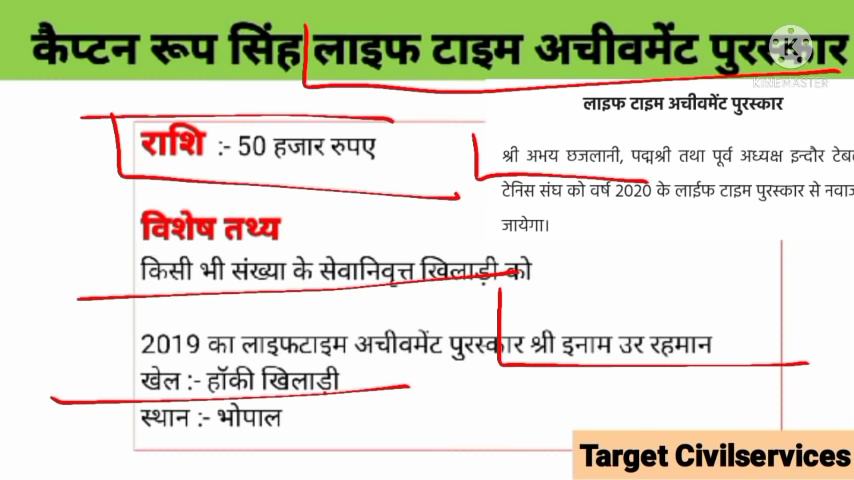 कैप्टन रूप सिंह लाइफ टाइम अचीवमेंट पुरस्कार
K
KINEMASTER
लाइफ टाइम अचीवमेंट पुरस्कार
श्री अभय छजलानी, पद्मश्री तथा पूर्व अध्यक्ष इन्दौर टेबल
टेनिस संघ को वर्ष 2020 के लाईफ टाइम पुरस्कार से नवाज
जायेगा।
राशि :- 50 हजार रुपए
विशेष तथ्य
किसी भी संख्या के सेवानिवृत्त खिलाड़ी को
2019 का लाइफटाइम अचीवमेंट पुरस्कार श्री इनाम उर रहमान
खेल :- हॉकी खिलाड़ी
स्थान :- भोपाल
Target Civilservices